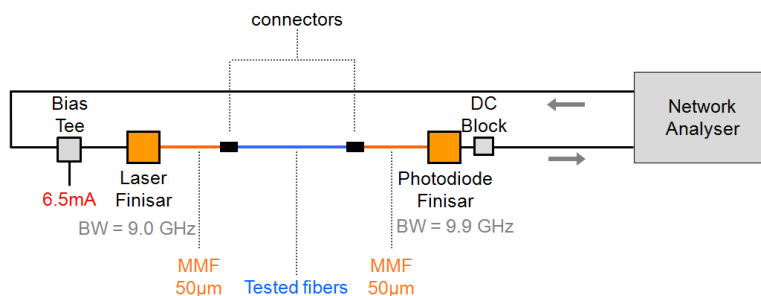 connectors
Bias
Tee
DC
Block
Network
Analyser
6.5mA
Laser
Finisar
Photodiode
Finisar
BW = 9.0 GHz
BW = 9.9 GHz
MMF
50µm
Tested fibers
MMF
50µm